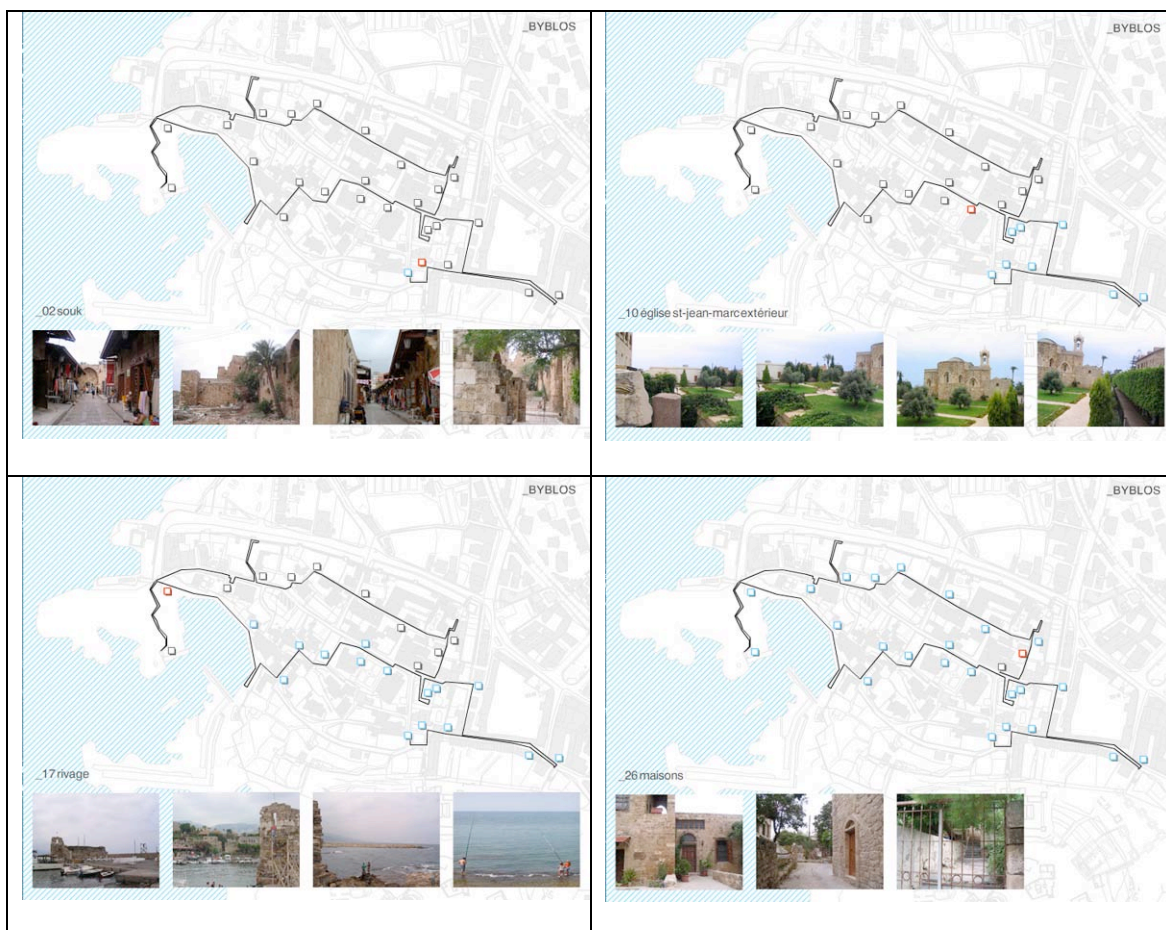 _BYBLOS
_02 souk
_BYBLOS
_10 église st-jean-marc extérieur
_BYBLOS
_17 rivage
_BYBLOS
_26 maisons